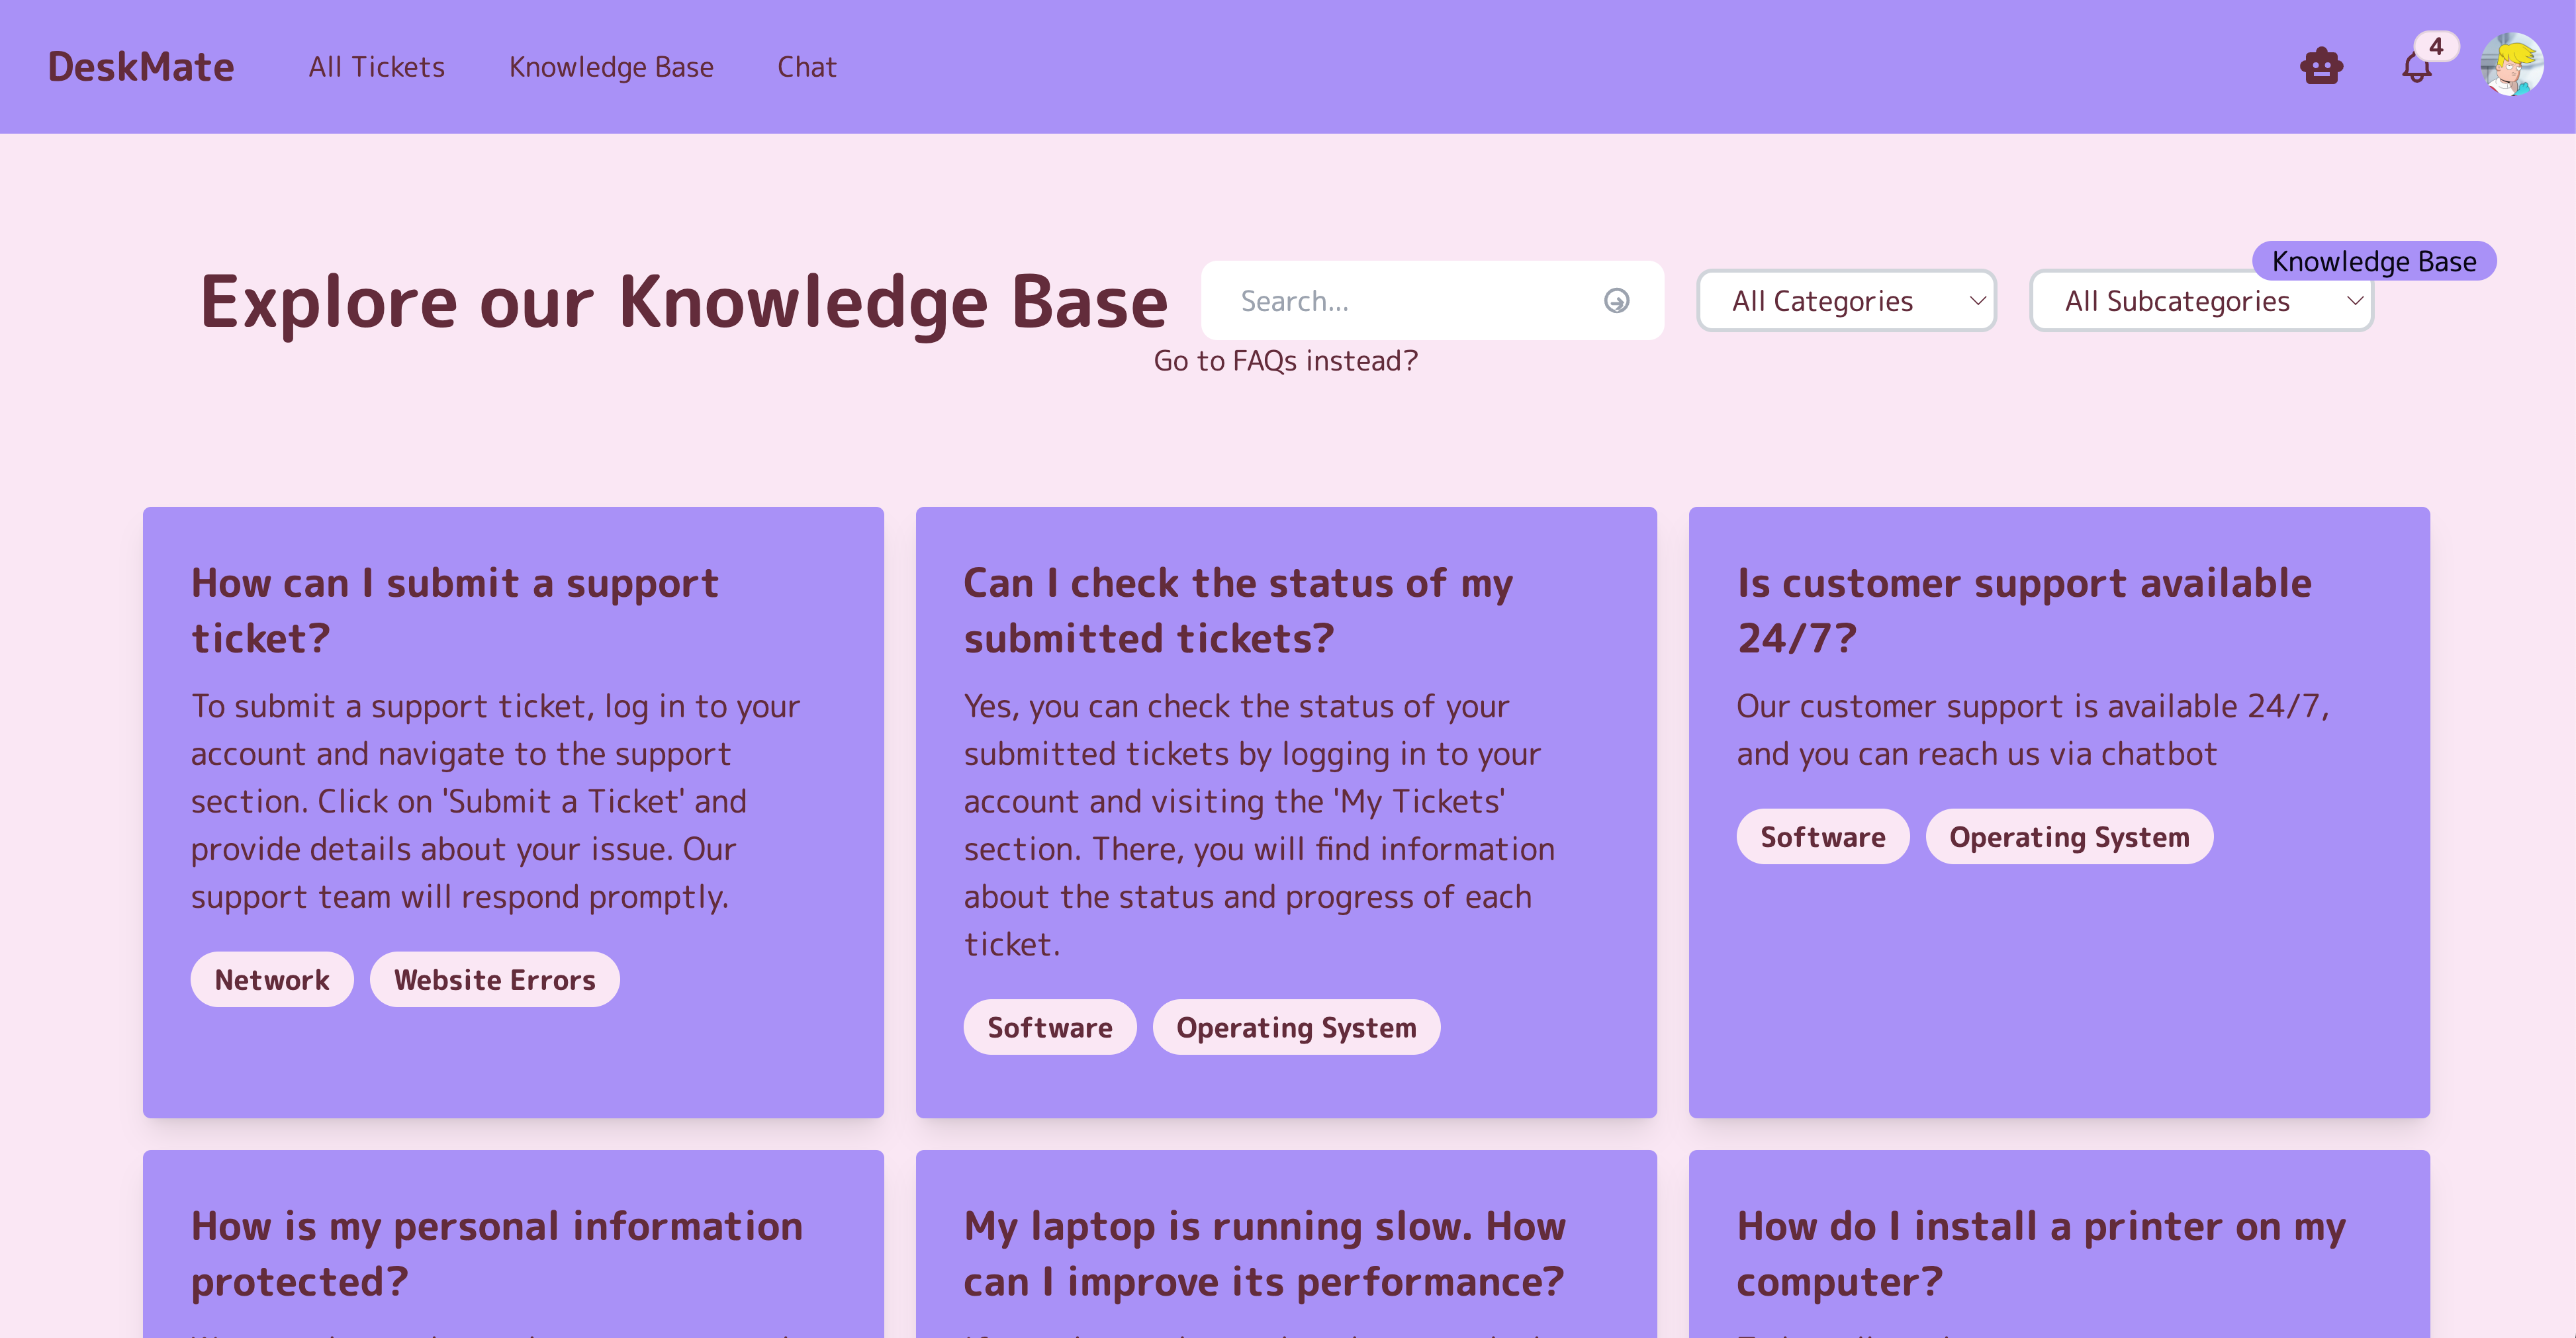 DeskMate
All Tickets
Knowledge Base
Chat
4
Explore our Knowledge Base
Search...
All Categories
All Subcategories
Knowledge Base
Go to FAQs instead?
How can I submit a support
ticket?
To submit a support ticket, log in to your
account and navigate to the support
section. Click on 'Submit a Ticket' and
provide details about your issue. Our
support team will respond promptly.
Network
Website Errors
Can I check the status of my
submitted tickets?
Yes, you can check the status of your
submitted tickets by logging in to your
account and visiting the 'My Tickets'
section. There, you will find information
about the status and progress of each
ticket.
Software
Operating System
Is customer support available
24/7?
Our customer support is available 24/7,
and you can reach us via chatbot
Software
Operating System
How is my personal information
protected?
My laptop is running slow. How
can I improve its performance?
How do I install a printer on my
computer?